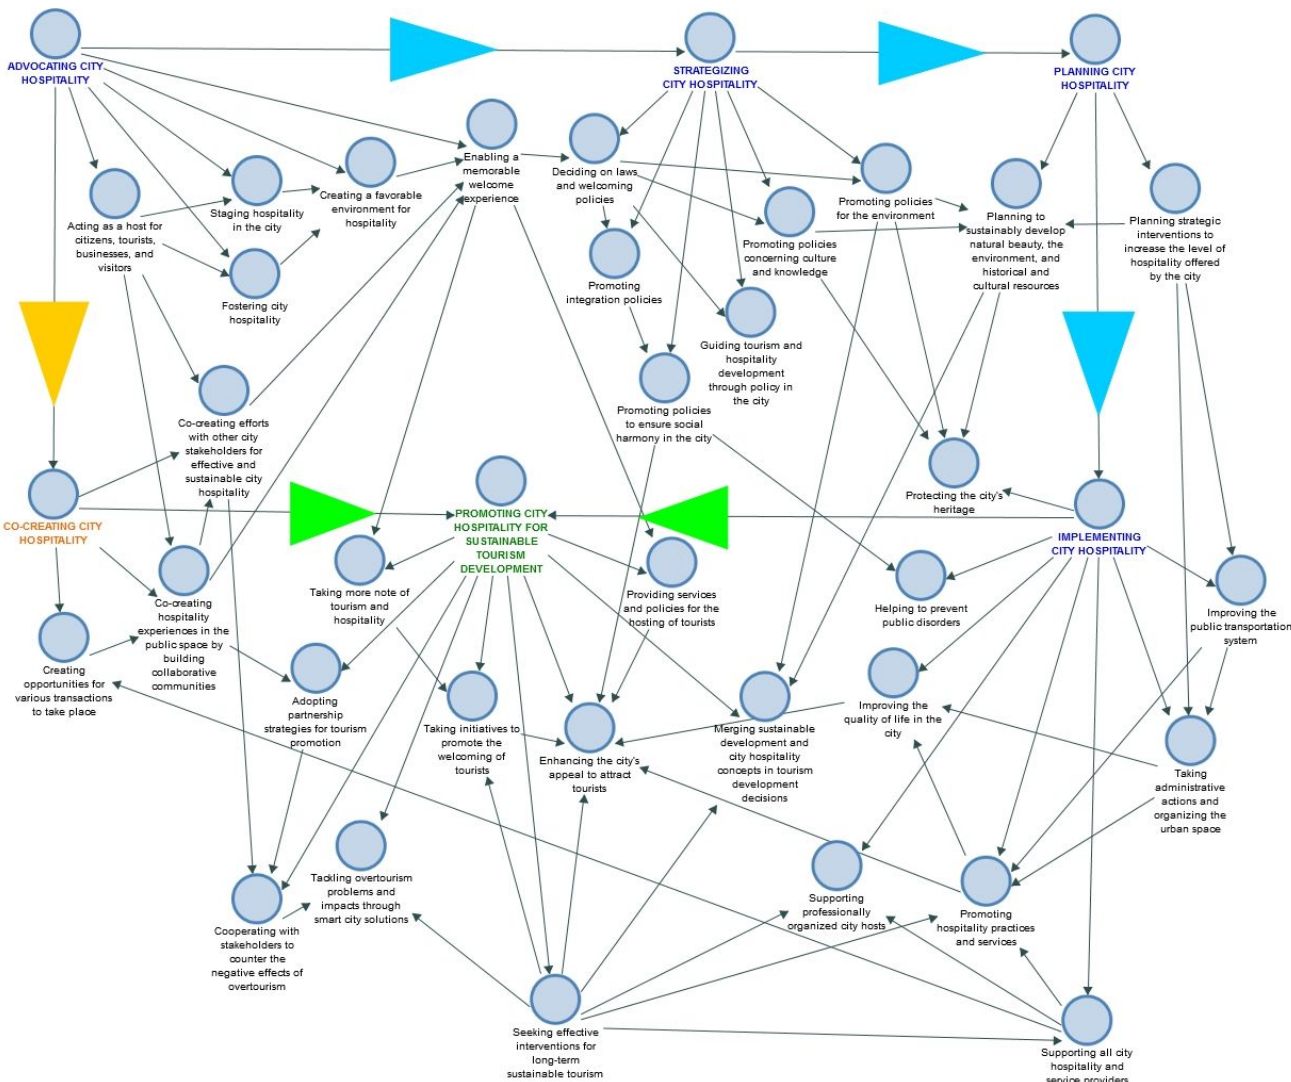 ADVOCATING CITY
HOSPITALITY
STRATEGIZING
CITY HOSPITALITY
PLANNING CITY
HOSPITALITY
Enabling a
memorable
welcome
experience
Deciding on laws
and welcoming
policies
Creating a favorable
environment for
hospitality
Staging hospitality
in the city
Acting as a host for
citizens, tourists,
businesses, and
visitors
Fostering city
hospitality
Promoting policies
for the environment
Promoting policies
concerning culture
and knowledge
Planning to
sustainably develop
natural beauty, the
environment, and
historical and
cultural resources
Planning strategic
interventions to
increase the level of
hospitality offered
by the city
Promoting
integration policies
Guiding tourism and
hospitality
development
through policy in
the city
Promoting policies
to ensure social
harmony in the city
Co-creating efforts
with other city
stakeholders for
effective and
sustainable city
hospitality
Protecting the city's
heritage
CO-CREATING CITY
HOSPITALITY
PROMOTING CITY
HOSPITALITY FOR
SUSTAINABLE
TOURISM
DEVELOPMENT
IMPLEMENTING
CITY HOSPITALITY
Taking more note of
tourism and
hospitality
Providing services
and policies for the
hosting of tourists
Helping to prevent
public disorders
Improving the
public transportation
system
Co-creating
hospitality
experiences in the
public space by
building
collaborative
communities
Creating
opportunities for
various transactions
to take place
Adopting
partnership
strategies for tourism
promotion
Taking initiatives to
promote the
welcoming of
tourists
Enhancing the city's
appeal to attract
tourists
Merging sustainable
development and
city hospitality
concepts in tourism
development
decisions
Improving the
quality of life in the
city
Taking
administrative
actions and
organizing the
urban space
Tackling overtourism
problems and
impacts through
smart city solutions
Supporting
professionally
organized city hosts
Promoting
hospitality practices
and services
Cooperating with
stakeholders to
counter the
negative effects of
overtourism
Seeking effective
interventions for
long-term
sustainable tourism
Supporting all city
hospitality and
service providers